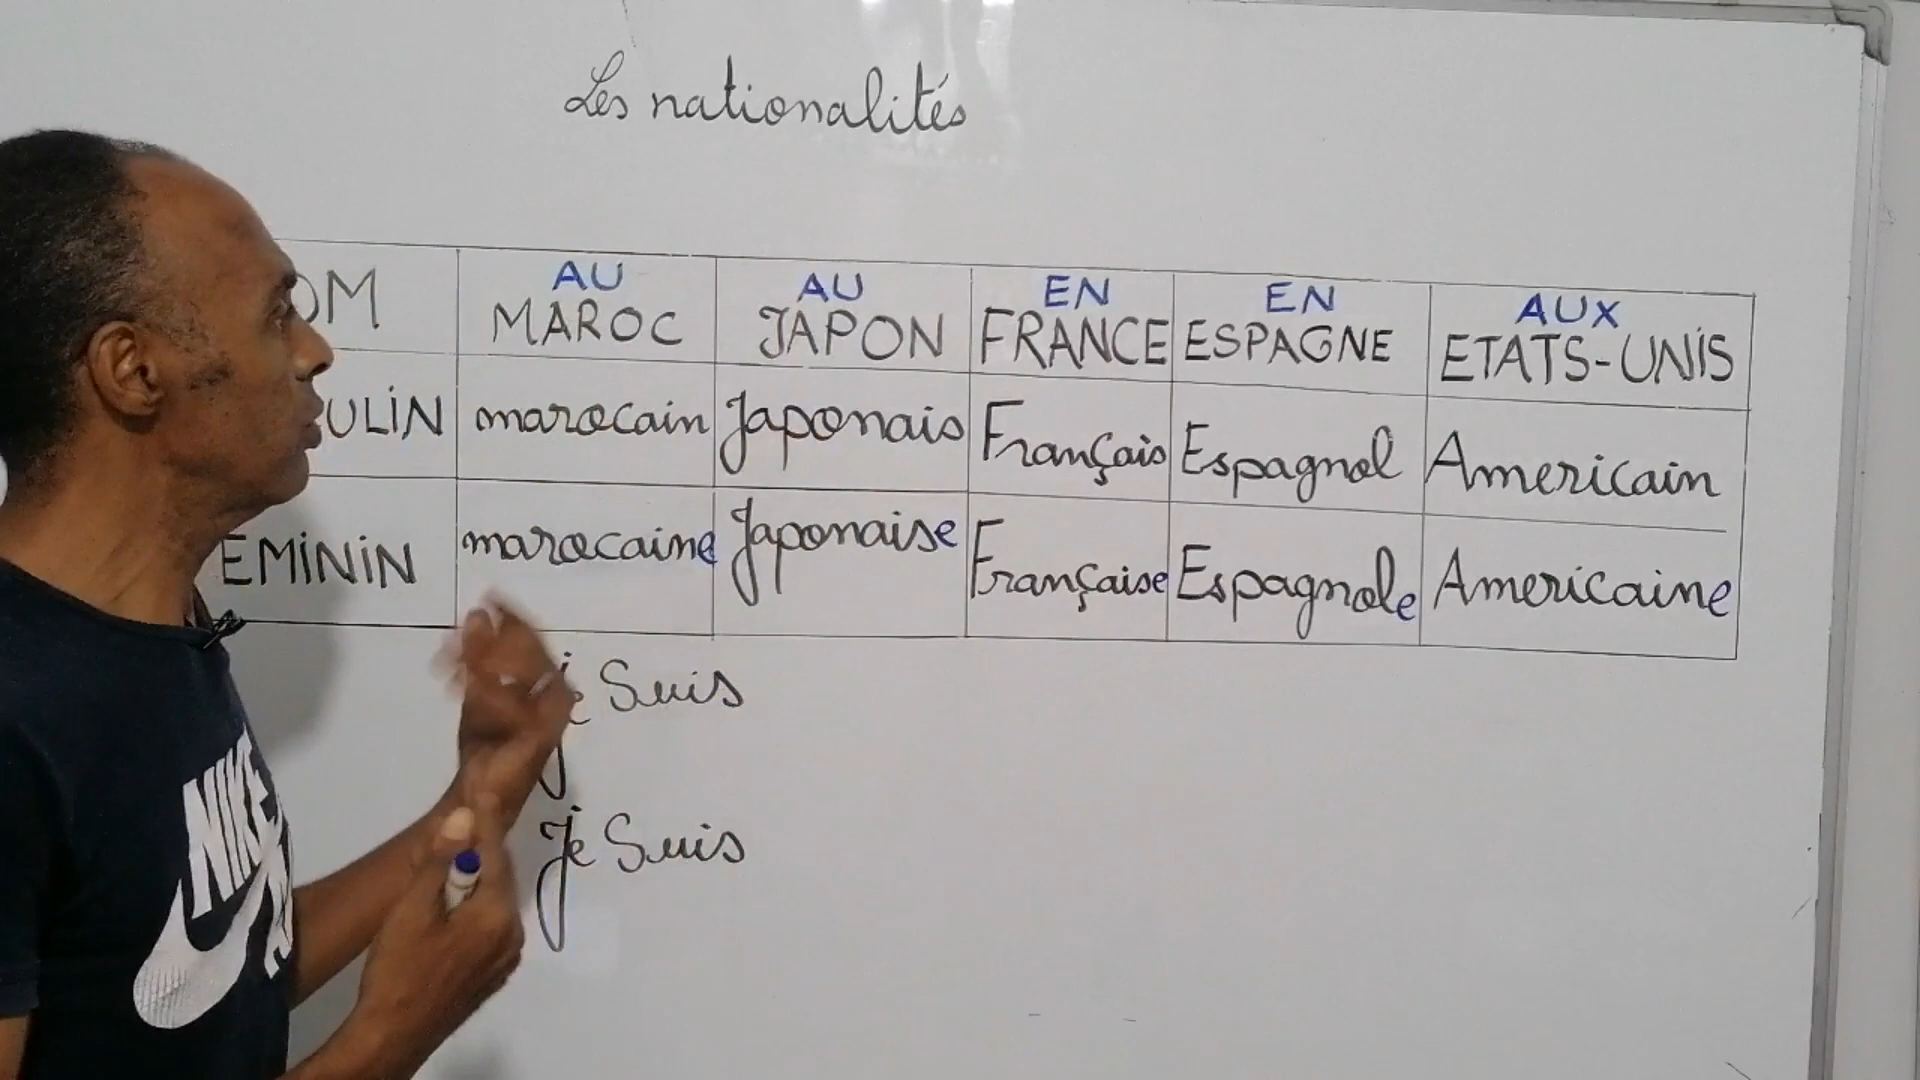 Les nationalités
OM AU MAROC AU JAPON EN FRANCE EN ESPAGNE AUX ETATS-UNIS
ULIN marocain Japonais Français Espagnol Americain
EMININ marocaine Japonaise Française Espagnole Americaine
je Suis
Je Suis
NIKE